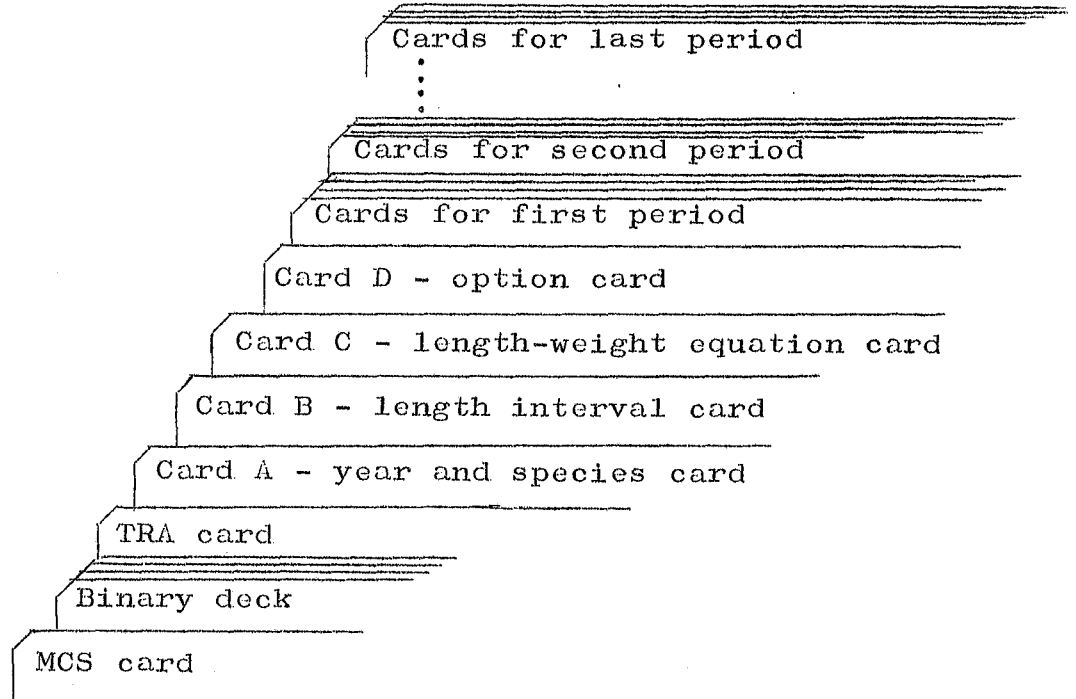 Cards for last period
Cards for second period
Cards for first period
Card D - option card
Card C - length-weight equation card
Card B - length interval card
Card A - year and species card
TRA card
Binary deck
MCS card